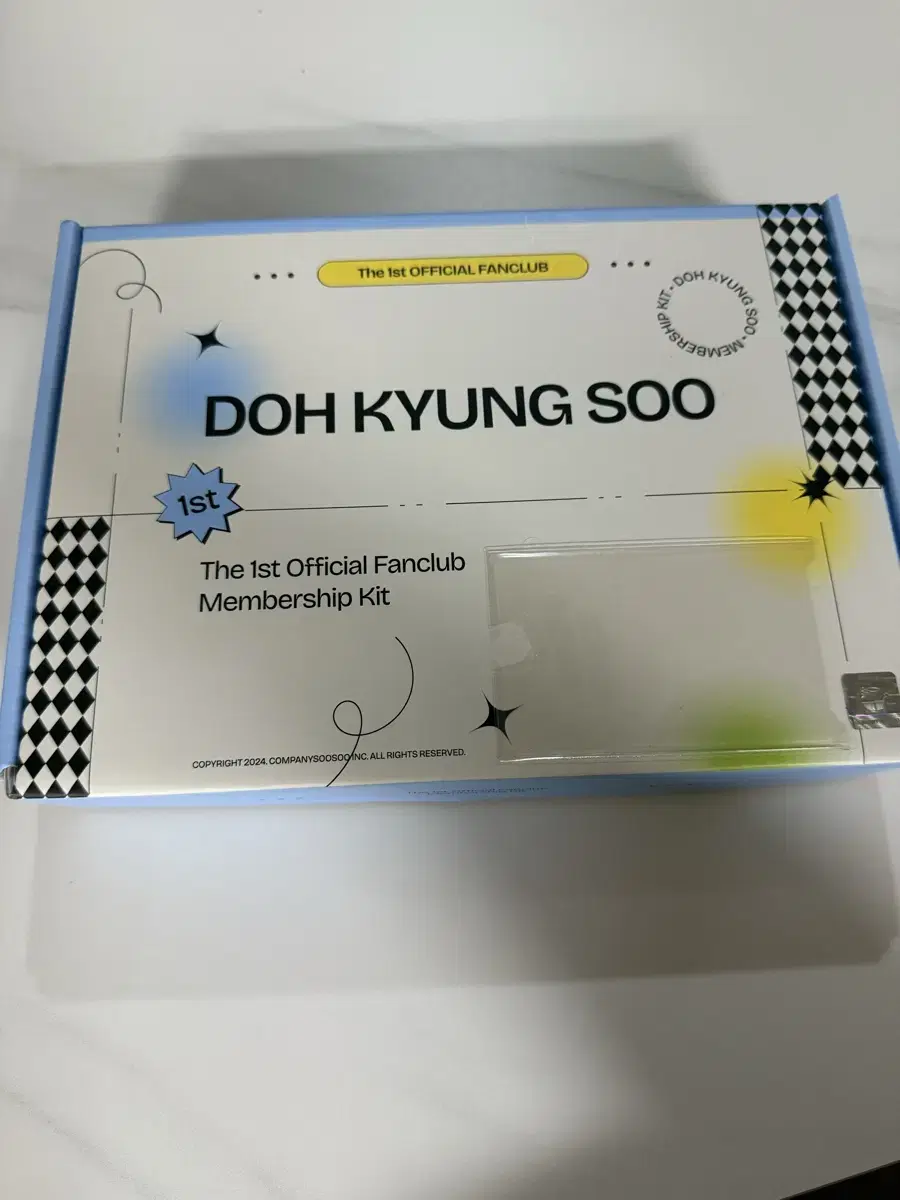 The 1st OFFICIAL FANCLUB
DOH KYUNG SOO • MEMBERSHIP KIT •
DOH KYUNG SOO
1st
The 1st Official Fanclub
Membership Kit
COPYRIGHT 2024. COMPANYSOOSOO INC. ALL RIGHTS RESERVED.